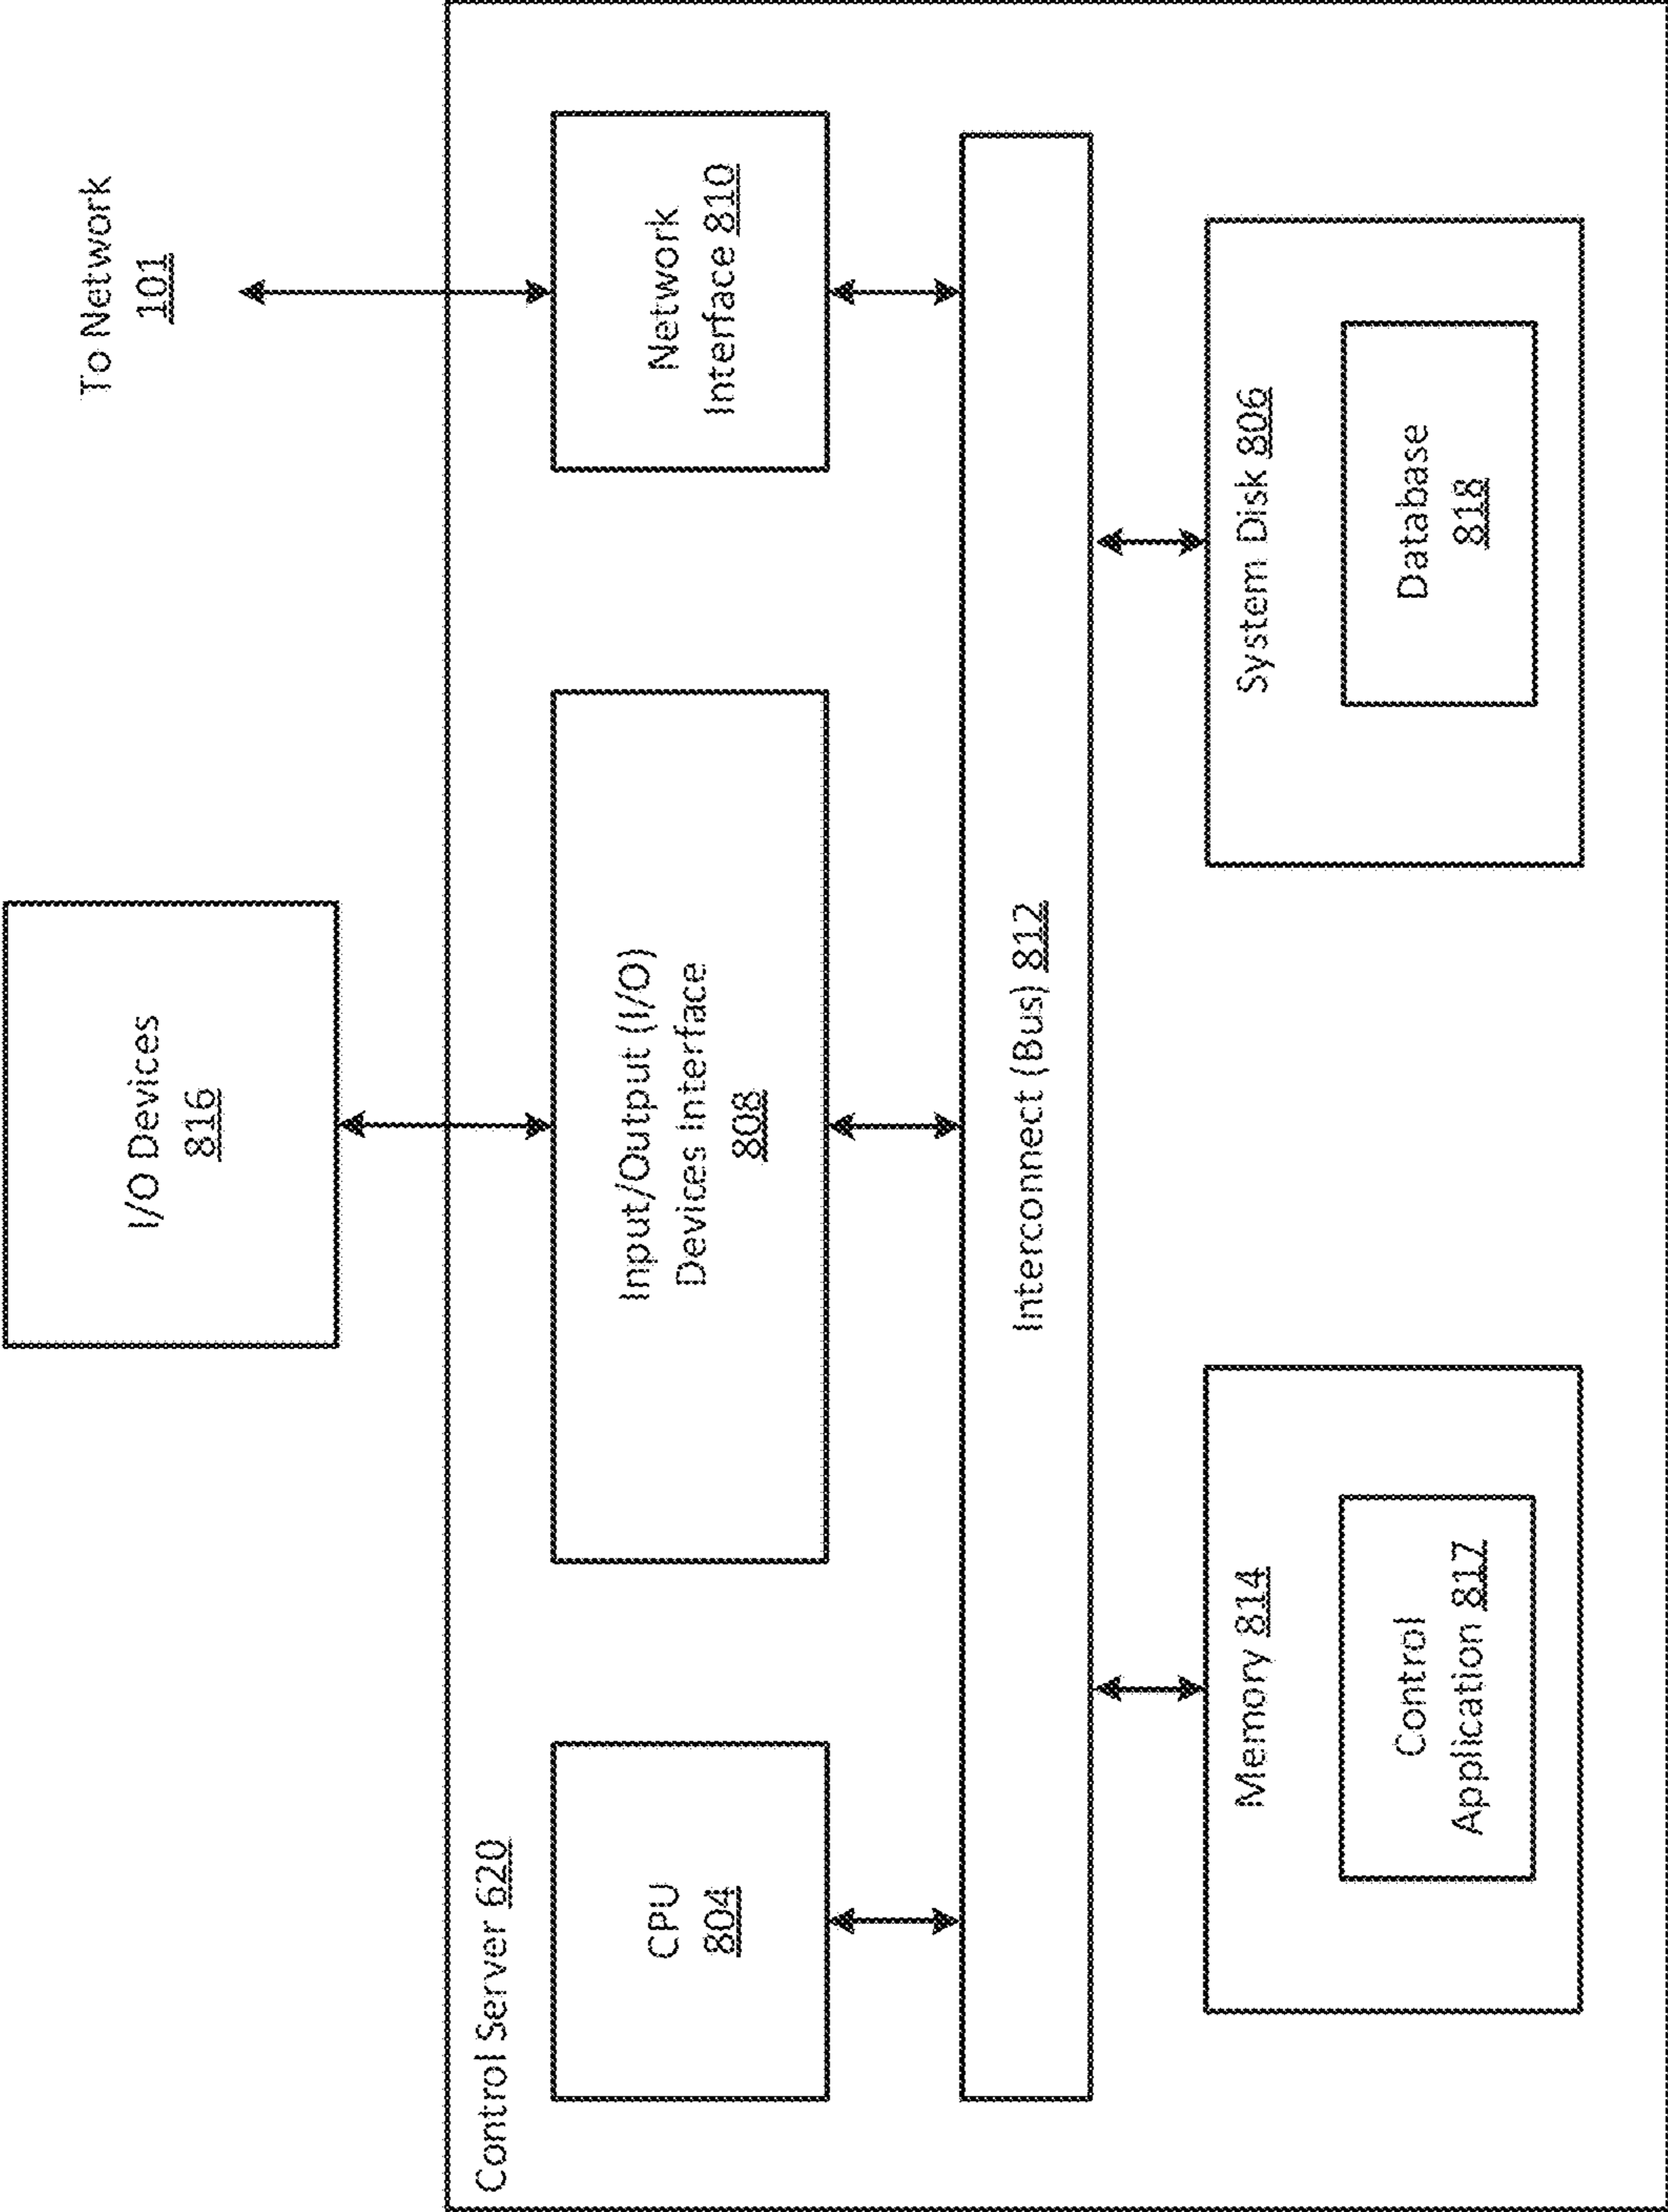 I/O Devices
816
To Network
101
Control Server 620
CPU
804
Input/Output (I/O)
Devices Interface
808
Network
Interface 810
Interconnect (Bus) 812
Memory 814
Control
Application 817
System Disk 806
Database
818